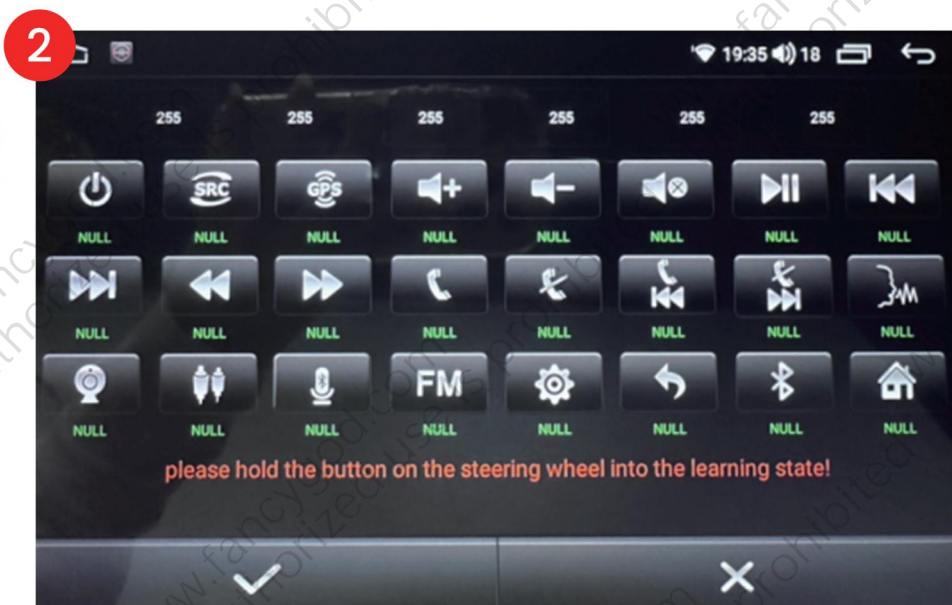 2
19:35 18
255 255 255 255 255 255
SRC GPS
NULL NULL NULL NULL NULL NULL NULL NULL
NULL NULL NULL NULL NULL NULL NULL NULL
FM
NULL NULL NULL NULL NULL NULL NULL NULL
please hold the button on the steering wheel into the learning state!